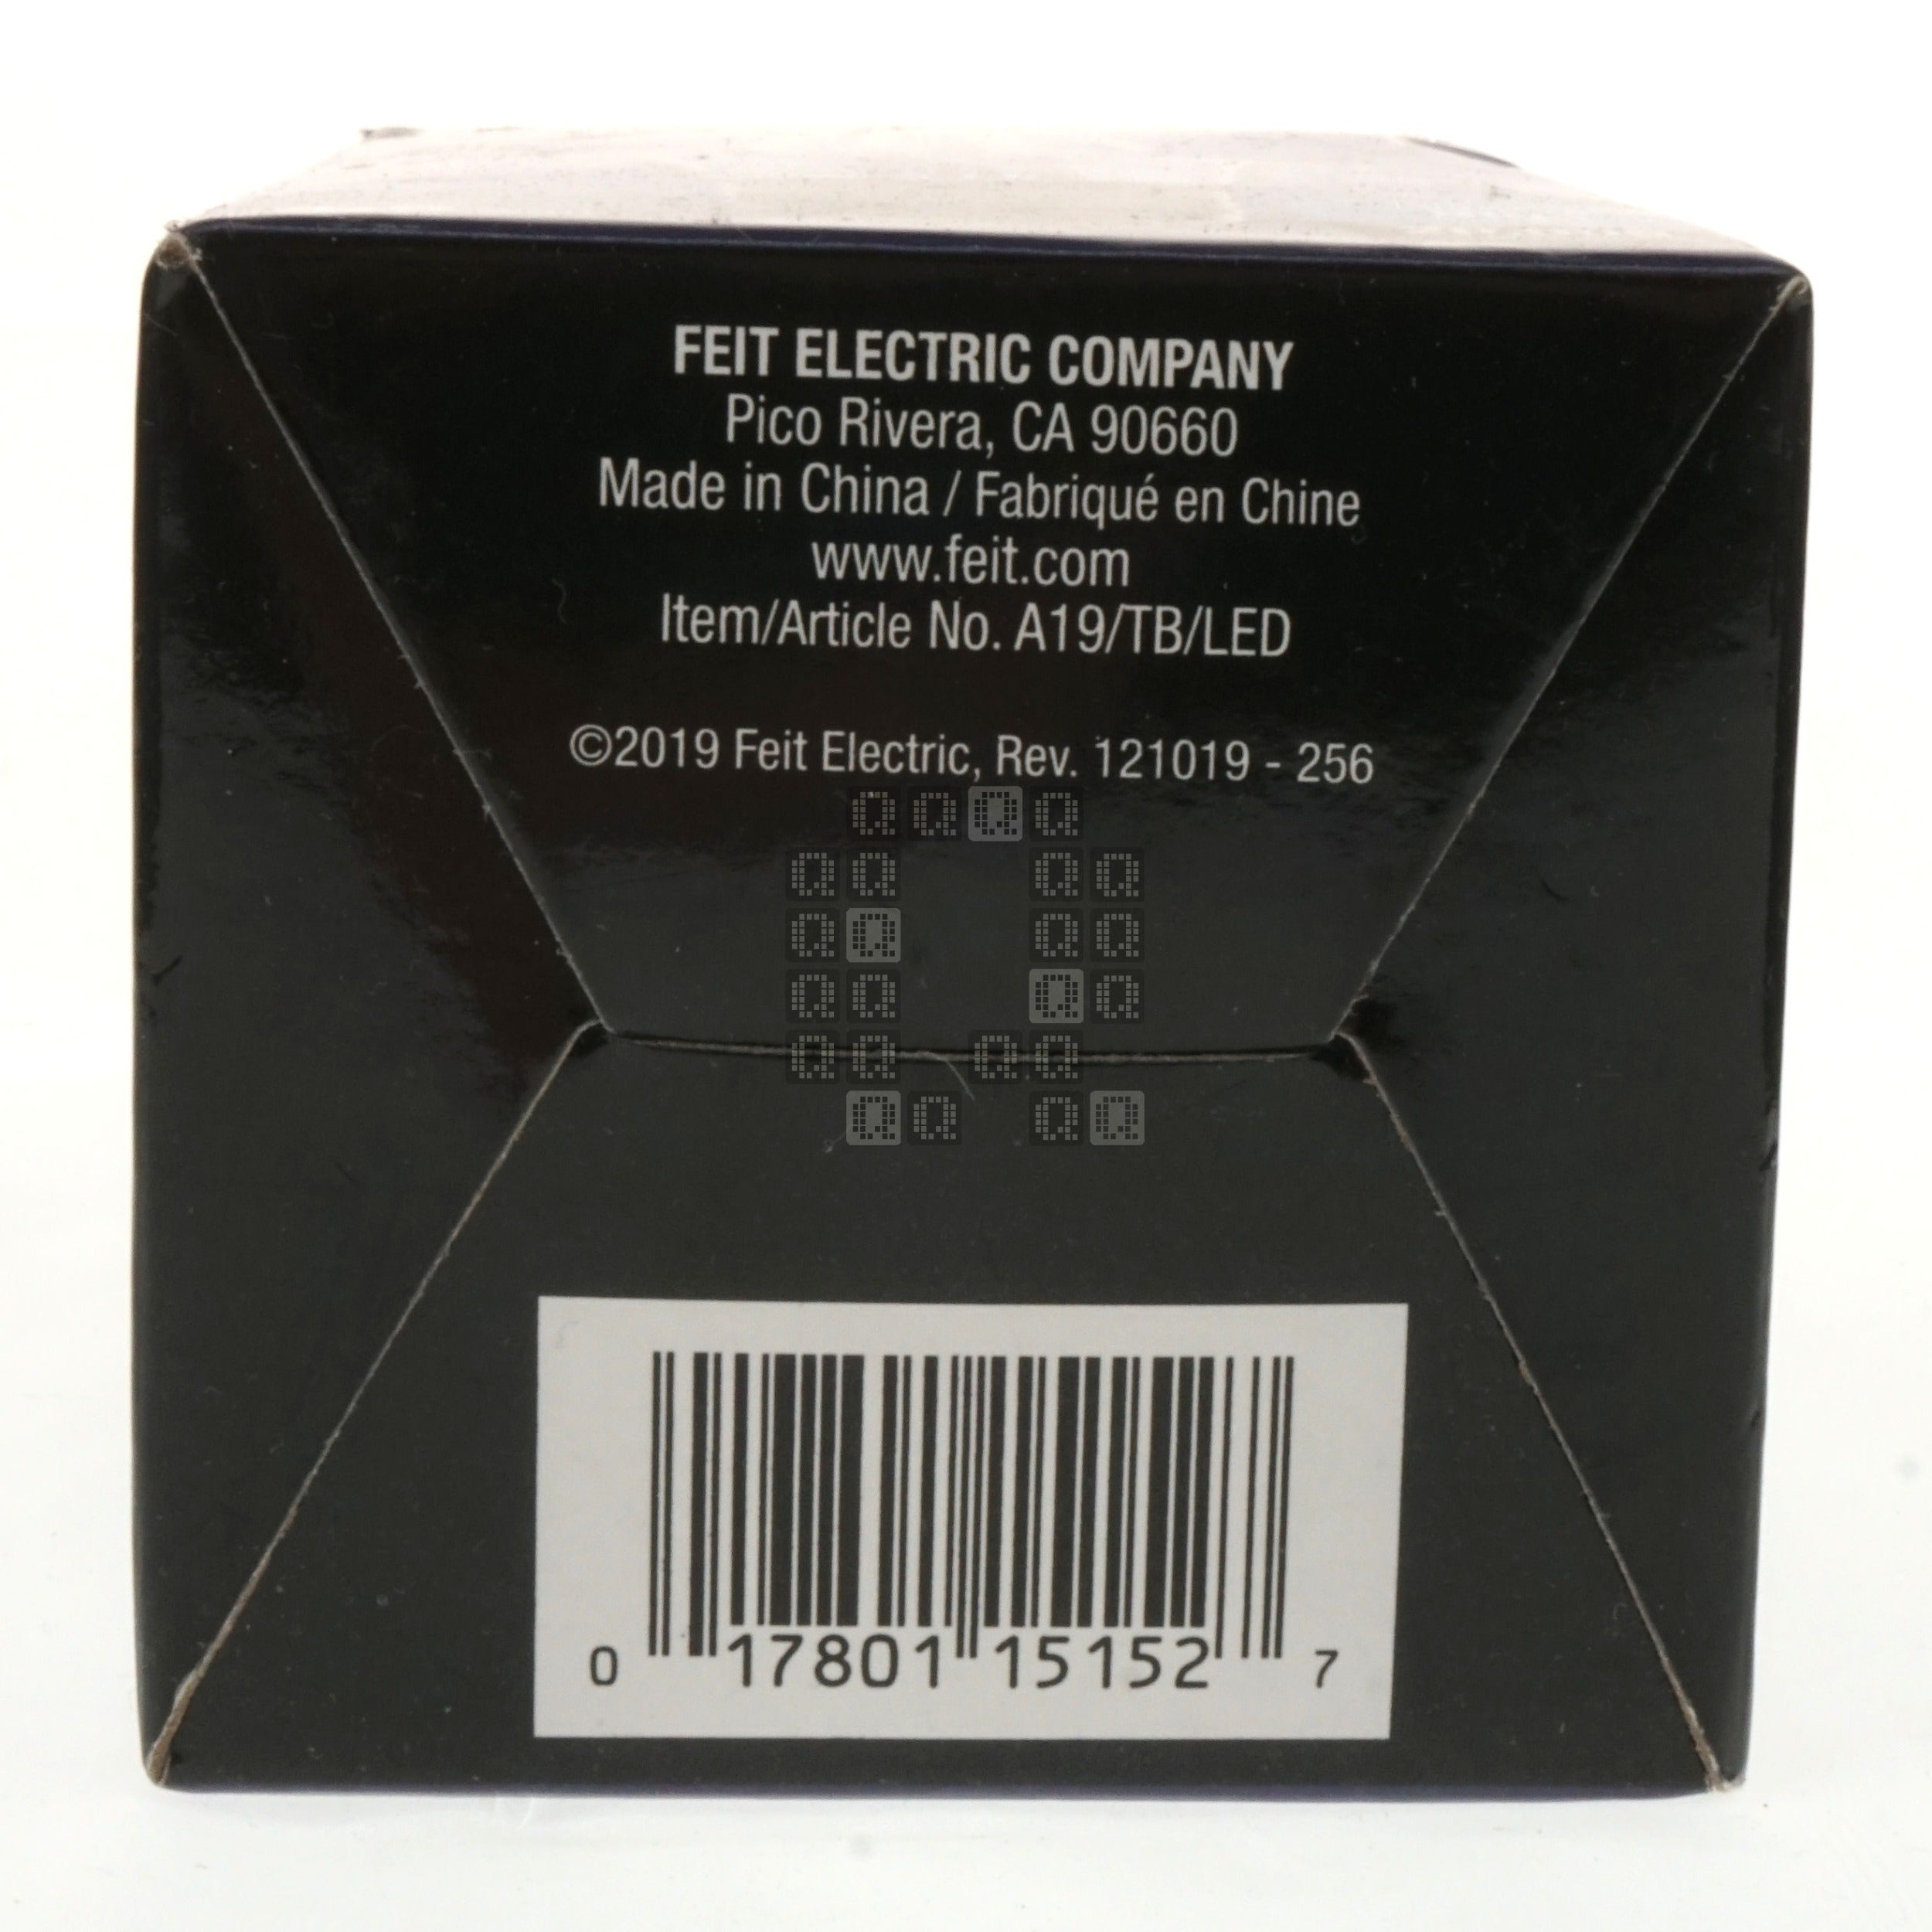 FEIT ELECTRIC COMPANY
Pico Rivera, CA 90660
Made in China / Fabriqué en Chine
www.feit.com
Item/Article No. A19/TB/LED
©2019 Feit Electric, Rev. 121019 - 256
Q Q Q Q
Q Q Q Q
Q Q Q Q
Q Q Q Q
Q Q Q Q
Q Q Q Q
0 17801 15152 7